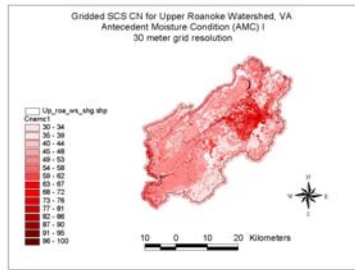 Gridded SCS CN for Upper Roanoke Watershed, VA
Antecedent Moisture Condition (AMC) I
30 meter grid resolution
Up_roa_ws_shg.shp
Cnamc1
30 - 34
35 - 39
40 - 44
45 - 48
49 - 53
54 - 58
59 - 62
63 - 67
68 - 72
73 - 76
77 - 81
82 - 86
87 - 90
91 - 95
96 - 100
N
W E
S
10 0 10 20 Kilometers